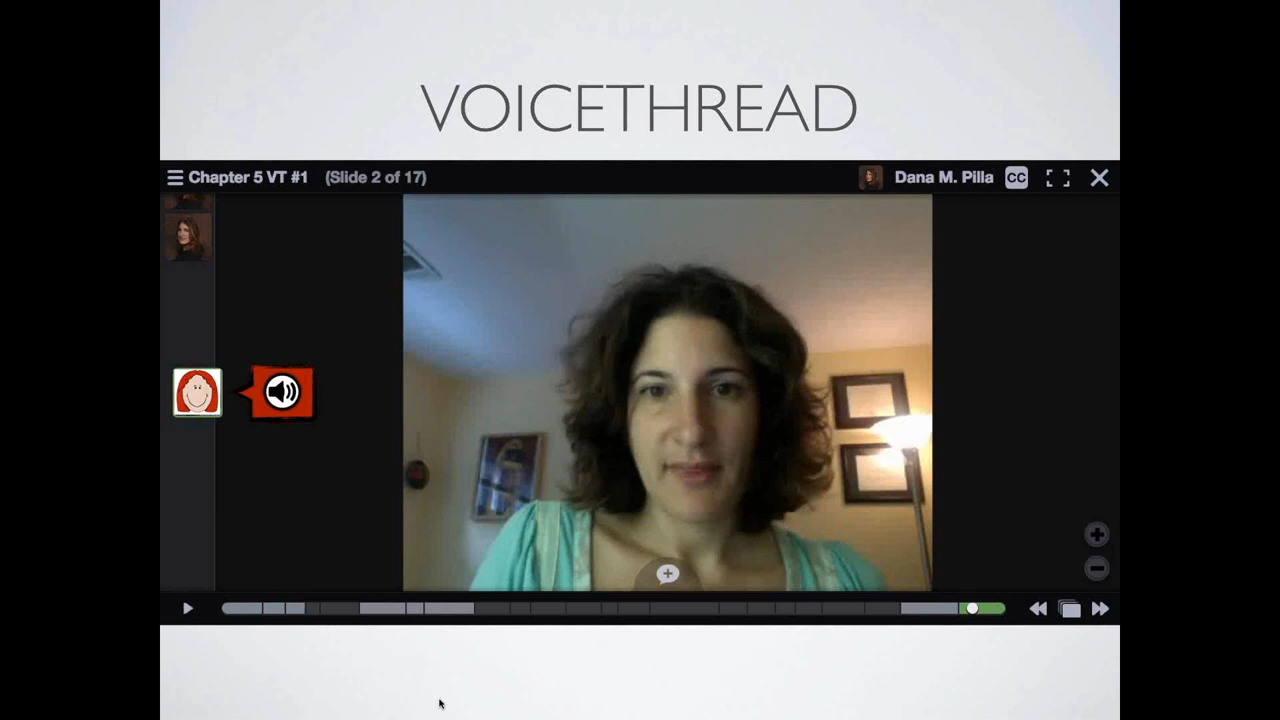 VOICETHREAD
Chapter 5 VT #1 (Slide 2 of 17) Dana M. Pilla CC